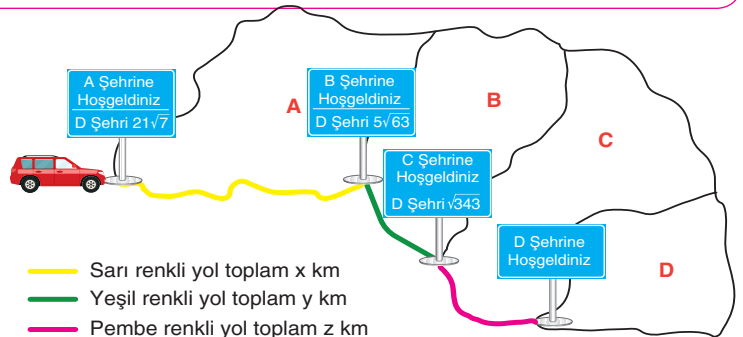 A Şehrine
Hoşgeldiniz
D Şehri 21√7
B Şehrine
Hoşgeldiniz
D Şehri 5√63
C Şehrine
Hoşgeldiniz
D Şehri √343
D Şehrine
Hoşgeldiniz
A
B
C
D
Sarı renkli yol toplam x km
Yeşil renkli yol toplam y km
Pembe renkli yol toplam z km